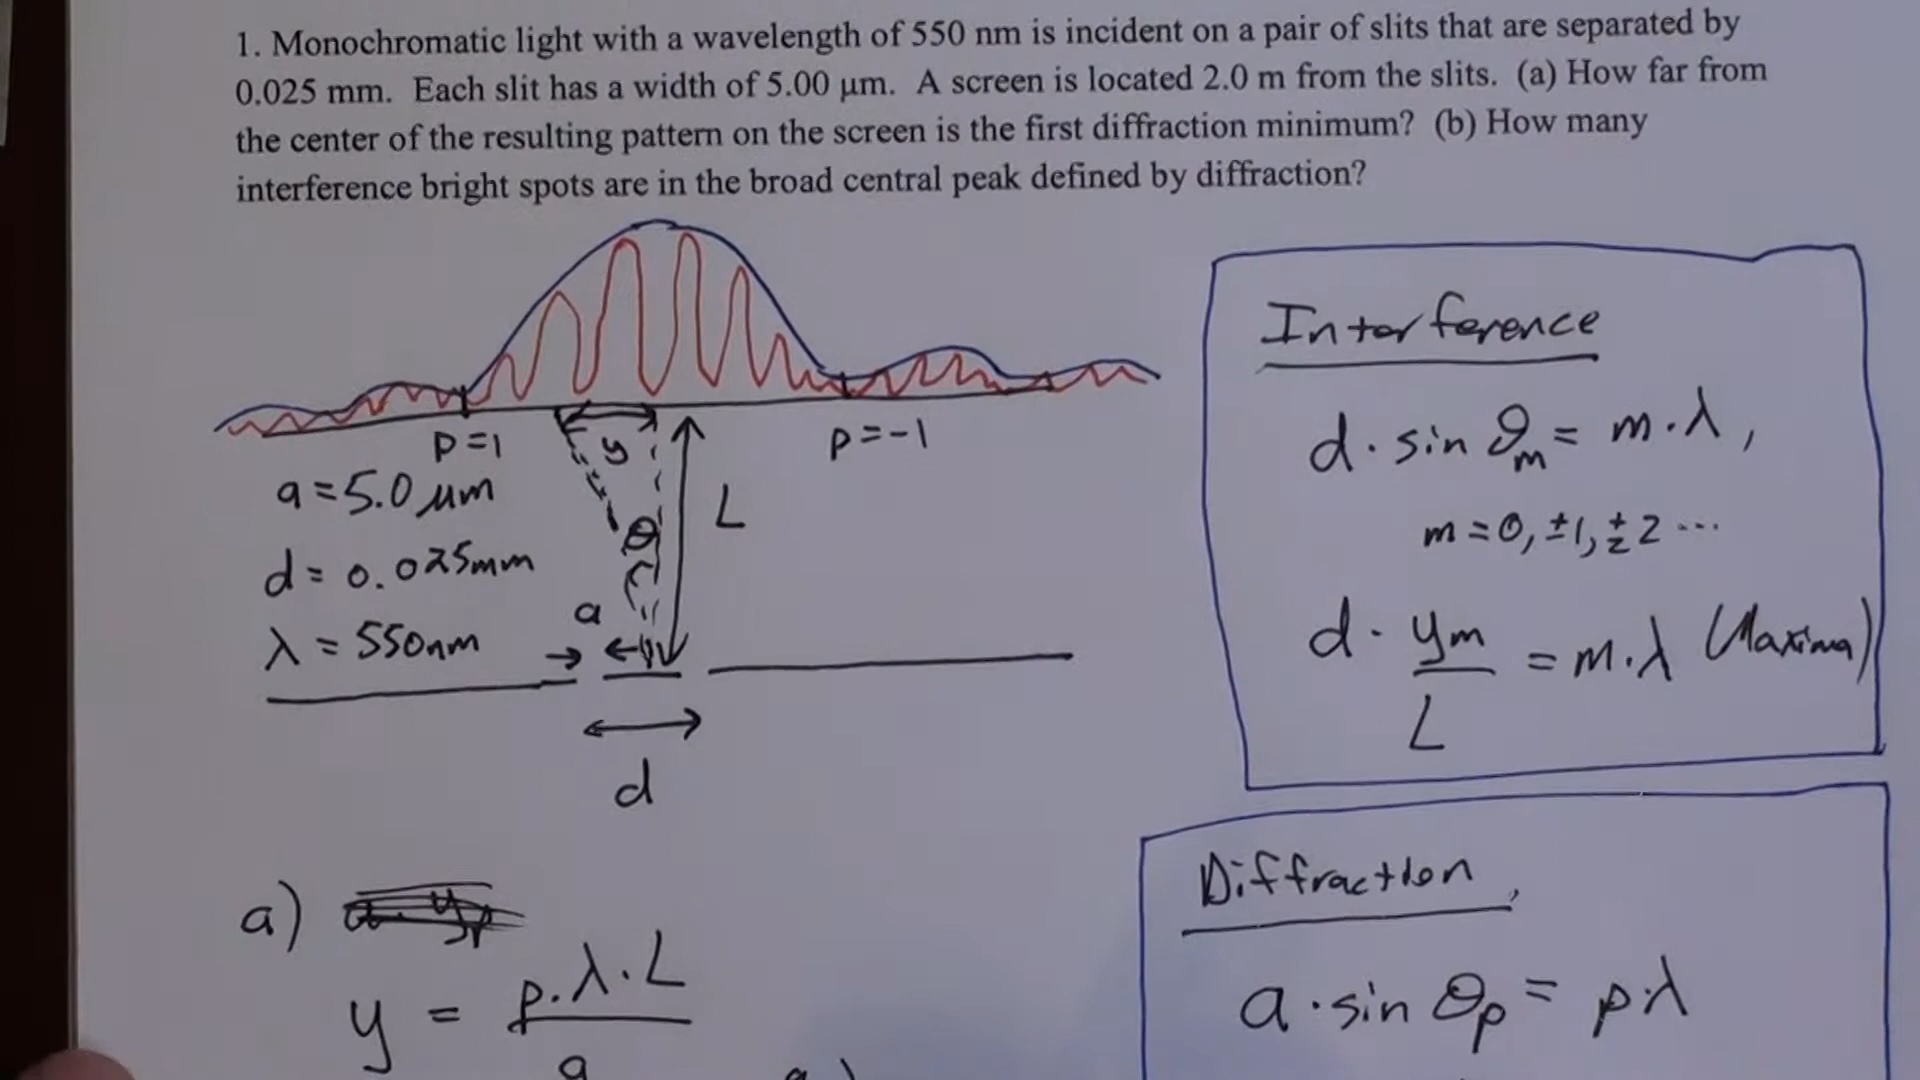 1. Monochromatic light with a wavelength of 550 nm is incident on a pair of slits that are separated by
0.025 mm. Each slit has a width of 5.00 μm. A screen is located 2.0 m from the slits. (a) How far from
the center of the resulting pattern on the screen is the first diffraction minimum? (b) How many
interference bright spots are in the broad central peak defined by diffraction?
p=1
y
p=-1
a=5.0 μm
L
θ
d=0.025mm
a
λ=550nm
d
Interference
d·sin θm = m·λ,
m=0,±1,±2...
d·ym/L = m·λ (Maxima)
Diffraction
a·sin θp = pλ
a)
y = p·λ·L/a